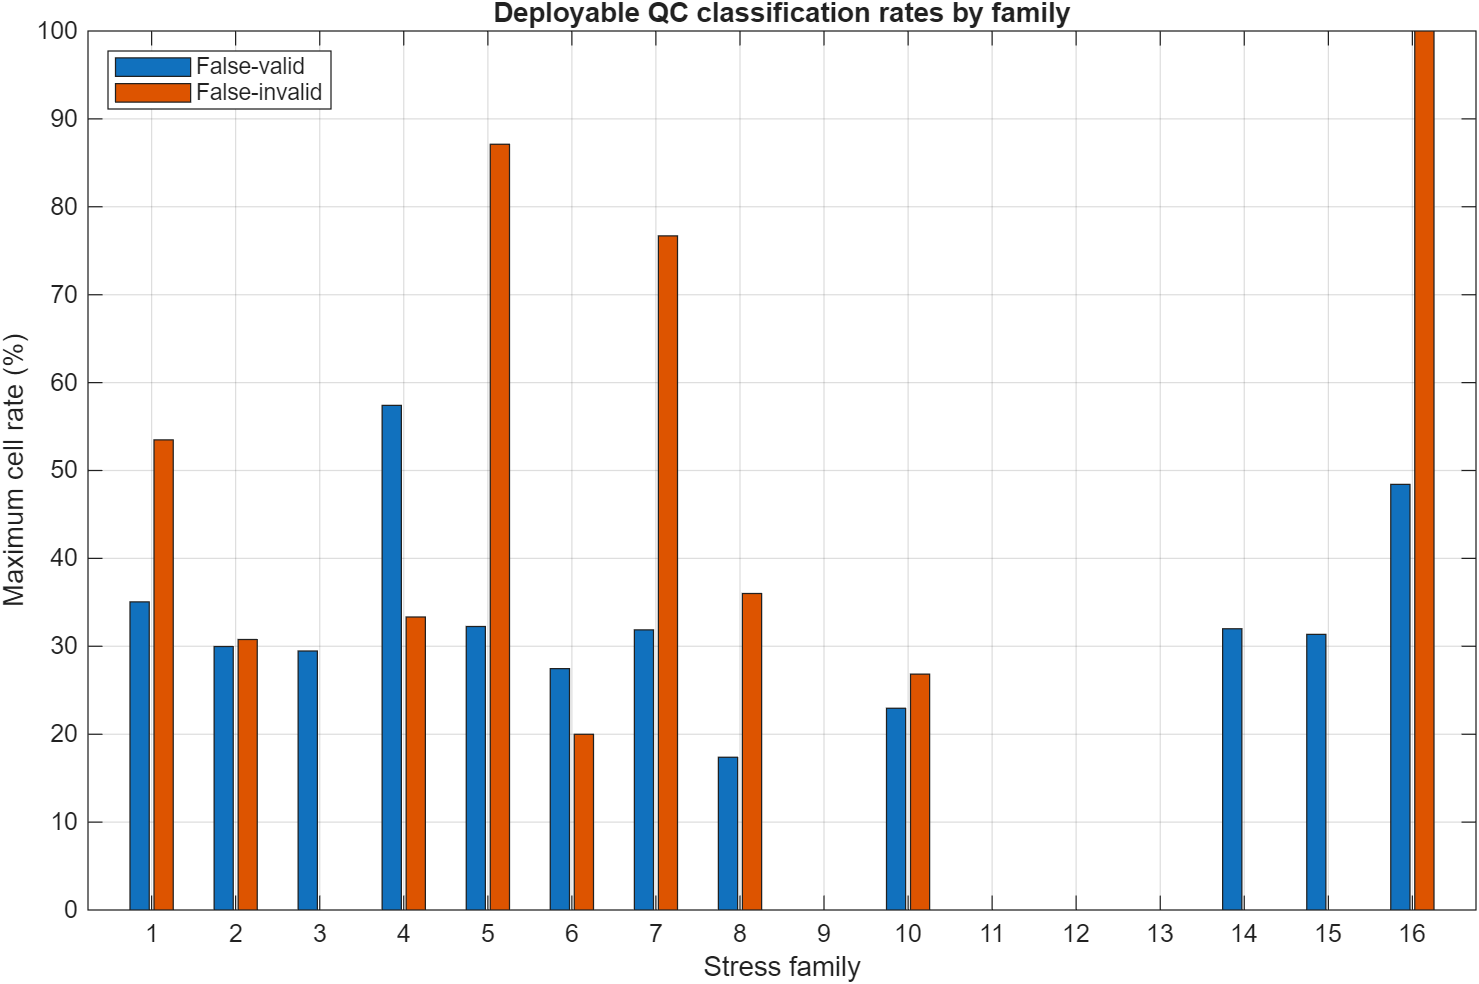 Deployable QC classification rates by family
False-valid
False-invalid
Maximum cell rate (%)
100
90
80
70
60
50
40
30
20
10
0
1 2 3 4 5 6 7 8 9 10 11 12 13 14 15 16
Stress family